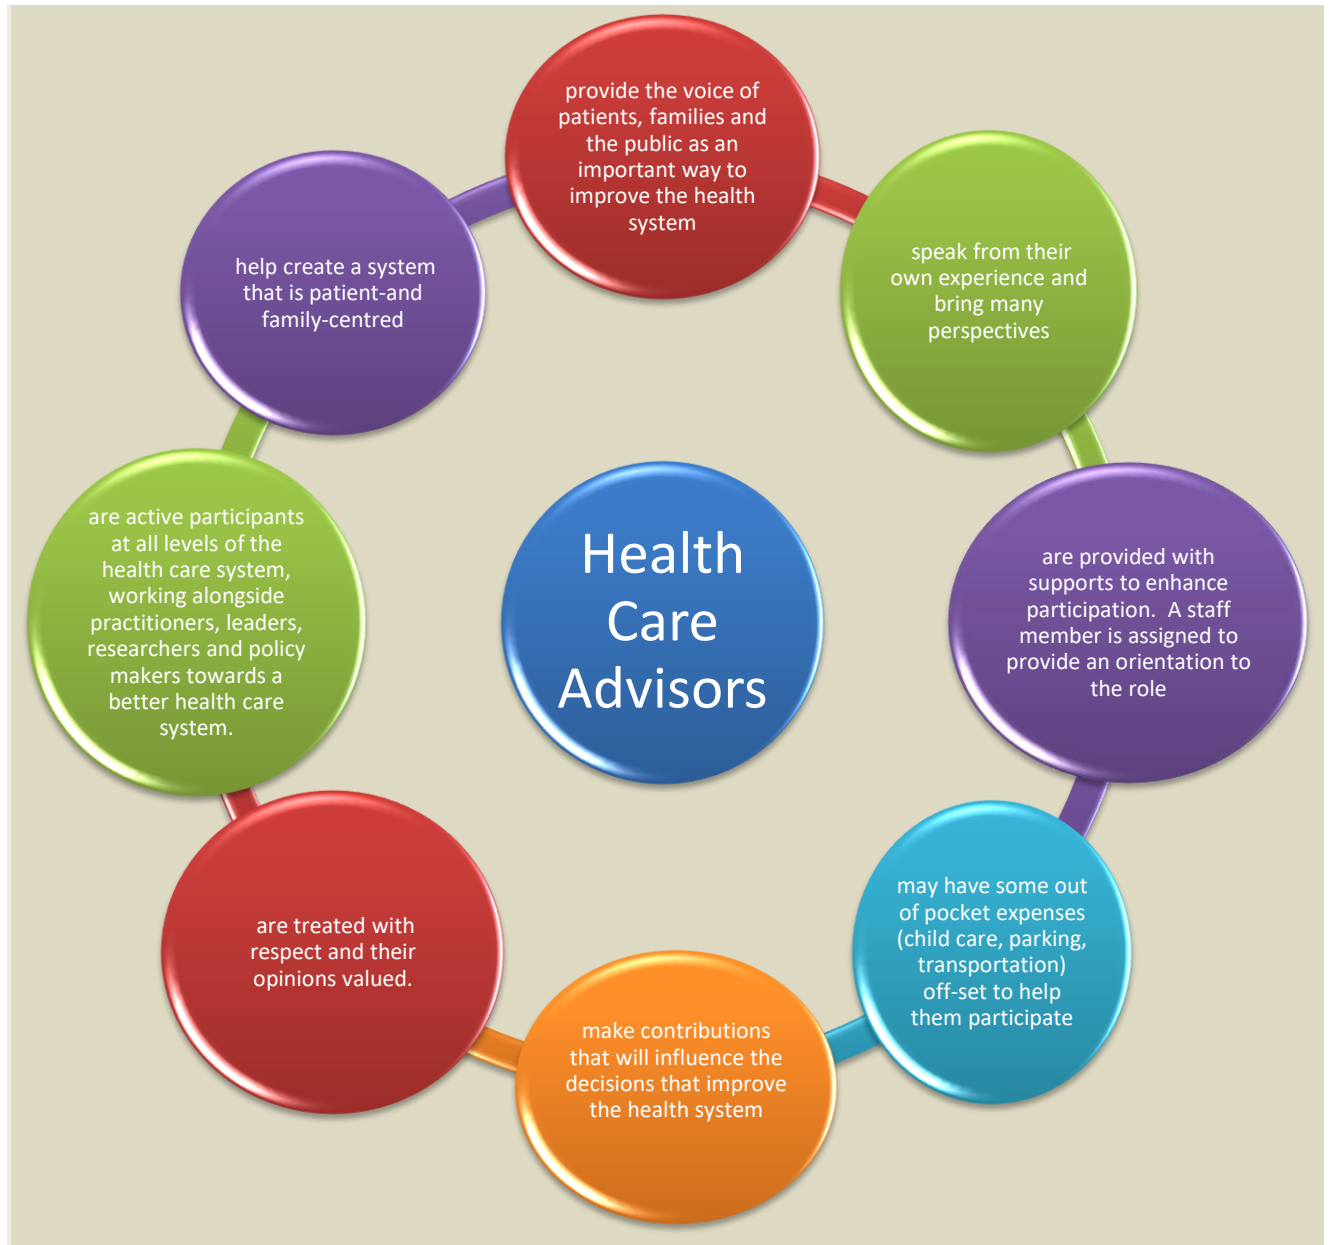 provide the voice of
patients, families and
the public as an
important way to
improve the health
system
speak from their
own experience and
bring many
perspectives
are provided with
supports to enhance
participation.  A staff
member is assigned to
provide an orientation to
the role
may have some out
of pocket expenses
(child care, parking,
transportation)
off-set to help
them participate
make contributions
that will influence the
decisions that improve
the health system
are treated with
respect and their
opinions valued.
are active participants
at all levels of the
health care system,
working alongside
practitioners, leaders,
researchers and policy
makers towards a
better health care
system.
help create a system
that is patient-and
family-centred
Health
Care
Advisors